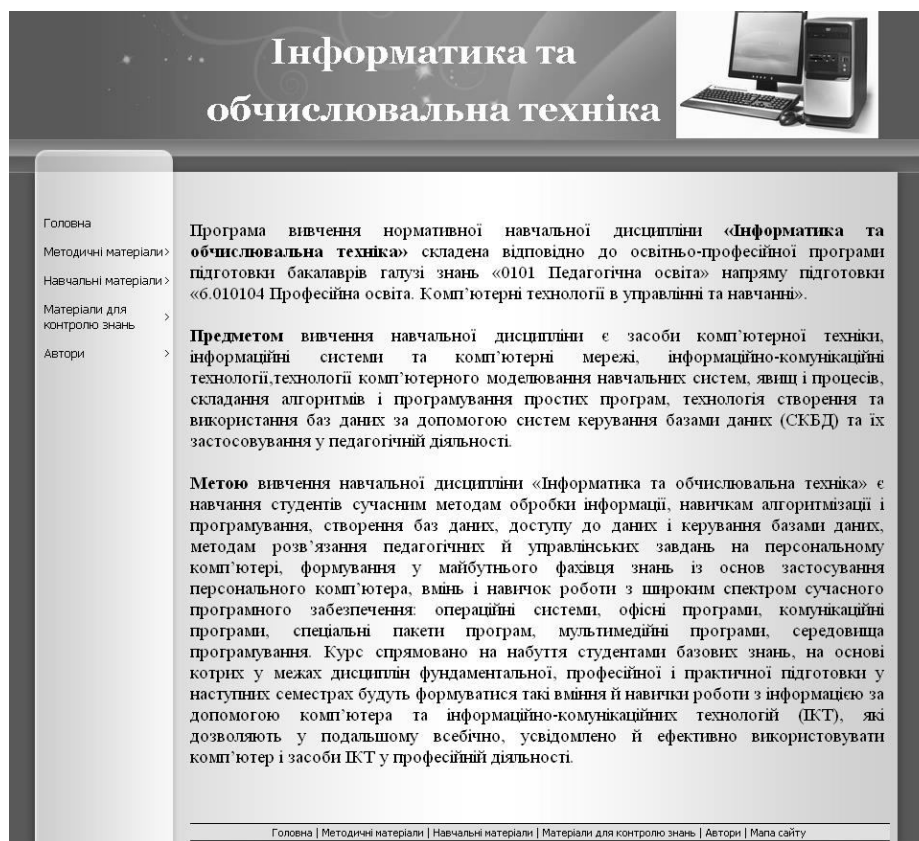 Інформатика та
обчислювальна техніка
Головна
Методичні матеріали >
Навчальні матеріали >
Матеріали для >
контролю знань
Автори >
Програма вивчення нормативної навчальної дисципліни «Інформатика та
обчислювальна техніка» складена відповідно до освітньо-професійної програми
підготовки бакалаврів галузі знань «0101 Педагогічна освіта» напряму підготовки
«6.010104 Професійна освіта. Комп’ютерні технології в управлінні та навчанні».
Предметом вивчення навчальної дисципліни є засоби комп’ютерної техніки,
інформаційні системи та комп’ютерні мережі, інформаційно-комунікаційні
технології,технології комп’ютерного моделювання навчальних систем, явищ і процесів,
складання алгоритмів і програмування простих програм, технологія створення та
використання баз даних за допомогою систем керування базами даних (СКБД) та їх
застосовування у педагогічній діяльності.
Метою вивчення навчальної дисципліни «Інформатика та обчислювальна техніка» є
навчання студентів сучасним методам обробки інформації, навичкам алгоритмізації і
програмування, створення баз даних, доступу до даних і керування базами даних,
методам розв’язання педагогічних й управлінських завдань на персональному
комп’ютері, формування у майбутнього фахівця знань із основ застосування
персонального комп’ютера, вмінь і навичок роботи з широким спектром сучасного
програмного забезпечення: операційні системи, офісні програми, комунікаційні
програми, спеціальні пакети програм, мультимедійні програми, середовища
програмування. Курс спрямовано на набуття студентами базових знань, на основі
котрих у межах дисциплін фундаментальної, професійної і практичної підготовки у
наступних семестрах будуть формуватися такі вміння й навички роботи з інформацією за
допомогою комп’ютера та інформаційно-комунікаційних технологій (ІКТ), які
дозволяють у подальшому всебічно, усвідомлено й ефективно використовувати
комп’ютер і засоби ІКТ у професійній діяльності.
Головна | Методичні матеріали | Навчальні матеріали | Матеріали для контролю знань | Автори | Мапа сайту